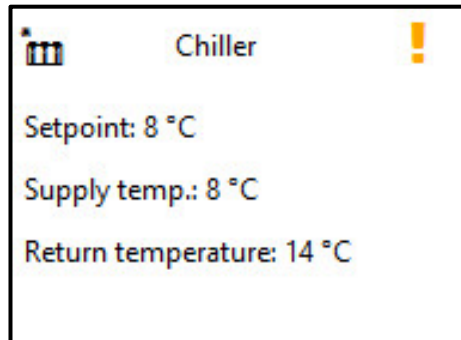 Chiller
Setpoint: 8 °C
Supply temp.: 8 °C
Return temperature: 14 °C